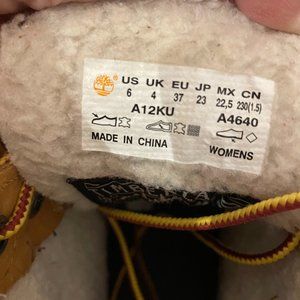 US UK EU JP MX CN
6 4 37 23 22,5 230(1.5)
A12KU A4640
MADE IN CHINA WOMENS